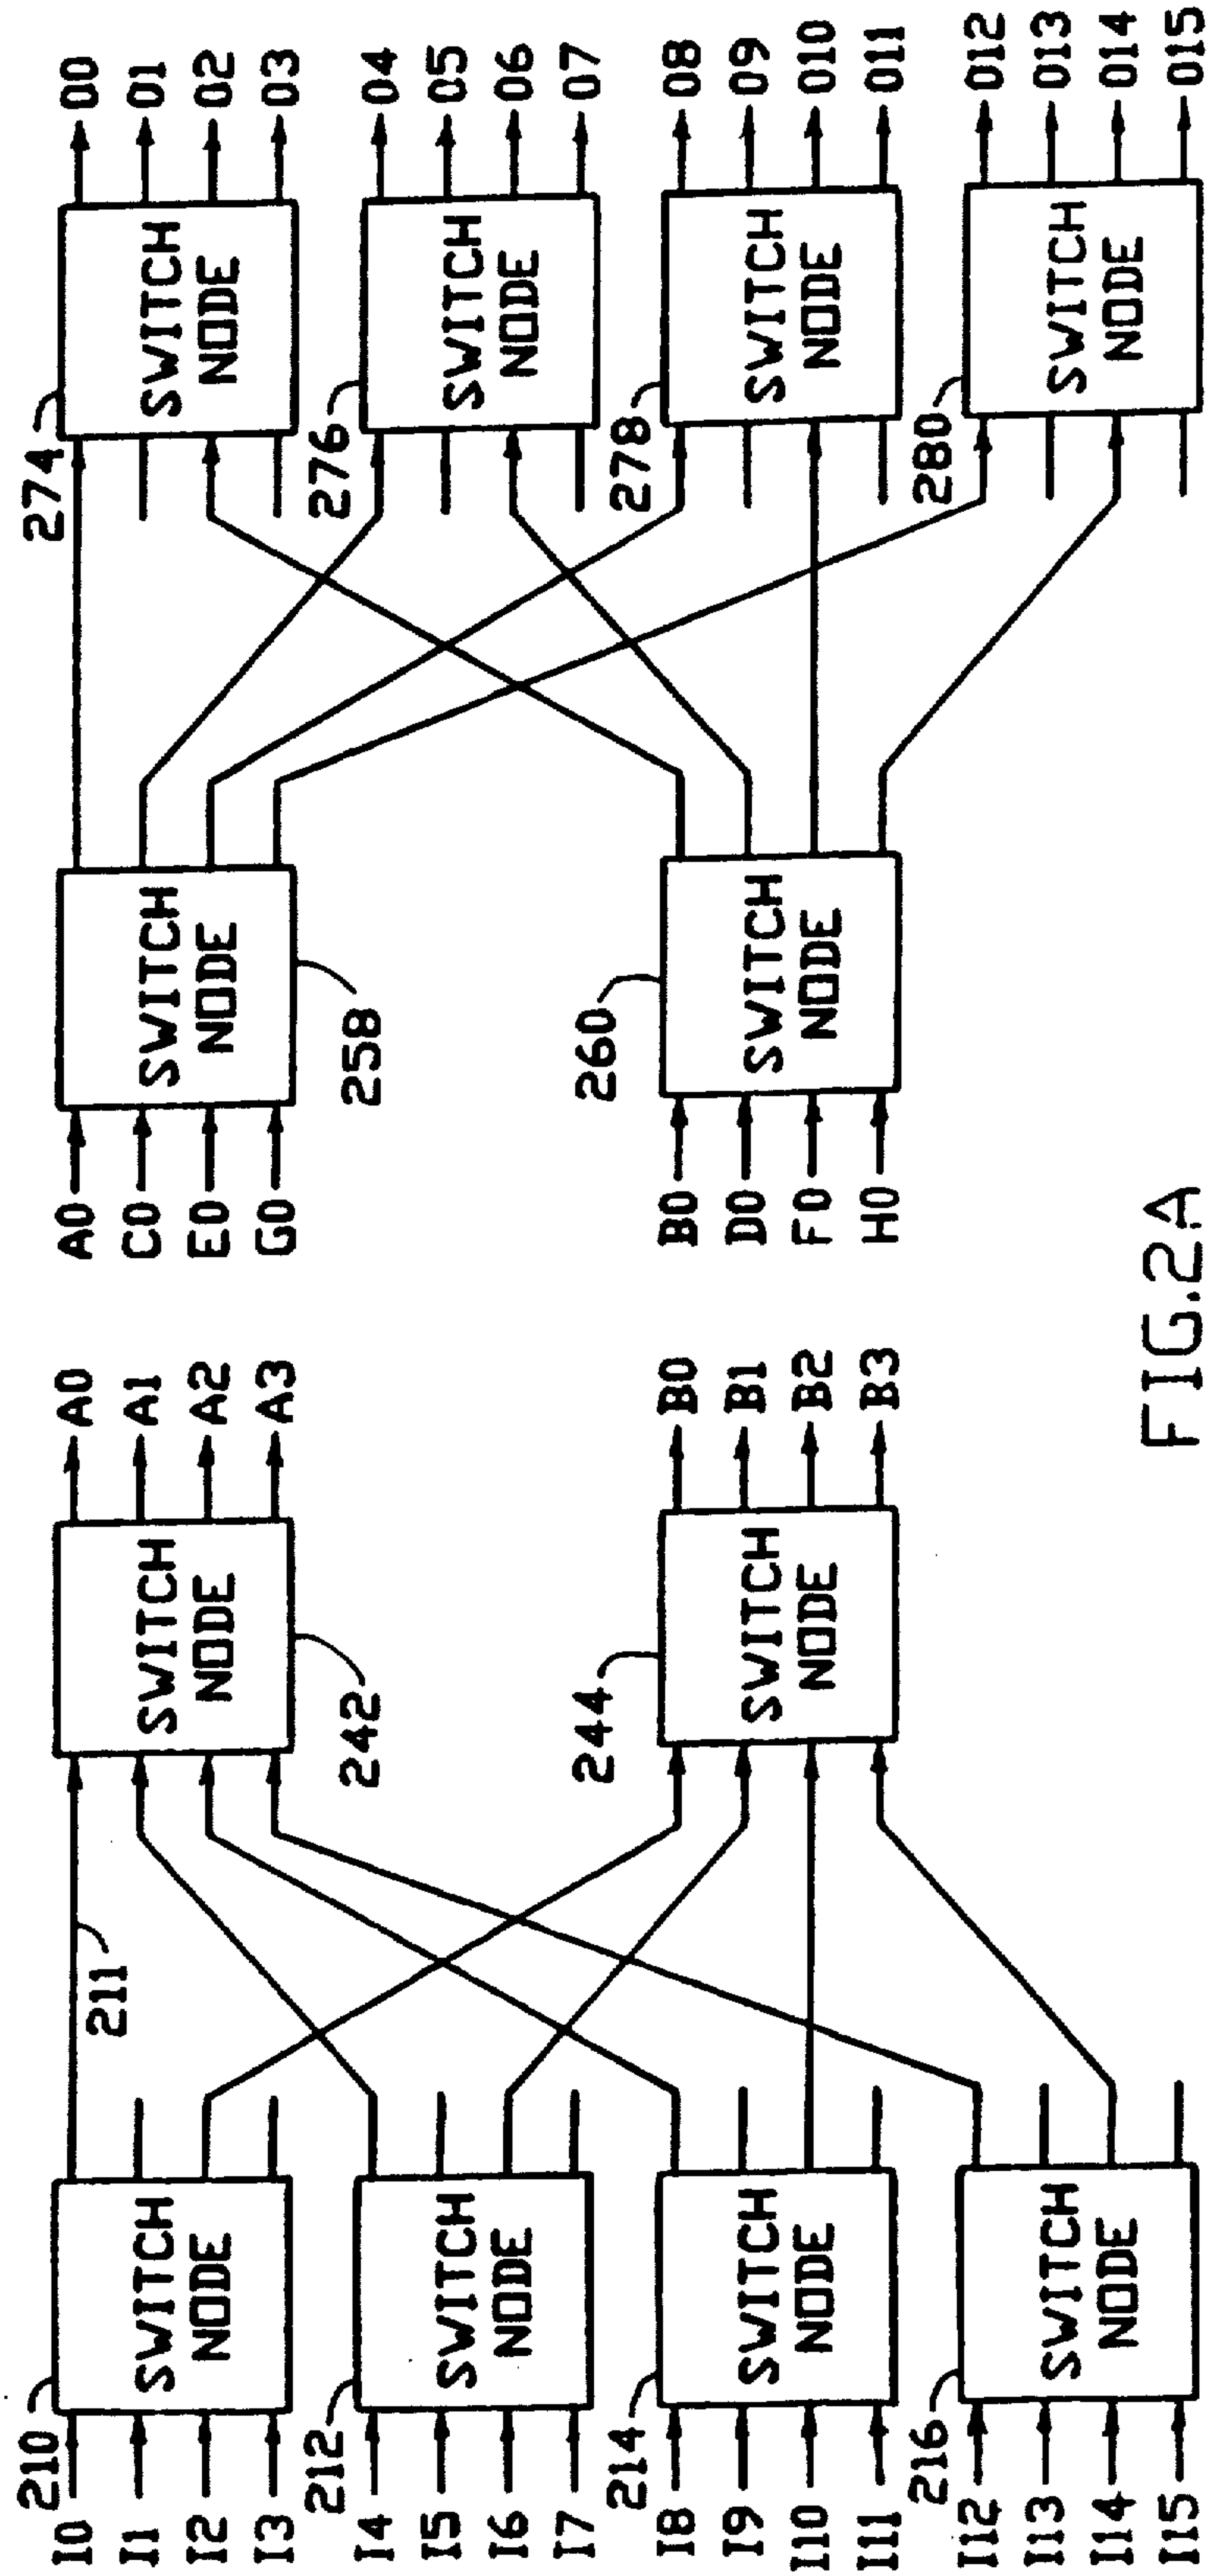 210
I0
I1
I2
I3
SWITCH
NODE
212
I4
I5
I6
I7
SWITCH
NODE
214
I8
I9
I10
I11
SWITCH
NODE
216
I12
I13
I14
I15
SWITCH
NODE
211
SWITCH
NODE
242
A0
A1
A2
A3
244
SWITCH
NODE
B0
B1
B2
B3
A0
C0
E0
G0
SWITCH
NODE
258
260
B0
D0
F0
H0
SWITCH
NODE
274
SWITCH
NODE
O0
O1
O2
O3
276
SWITCH
NODE
O4
O5
O6
O7
278
SWITCH
NODE
O8
O9
O10
O11
280
SWITCH
NODE
O12
O13
O14
O15
FIG.2A